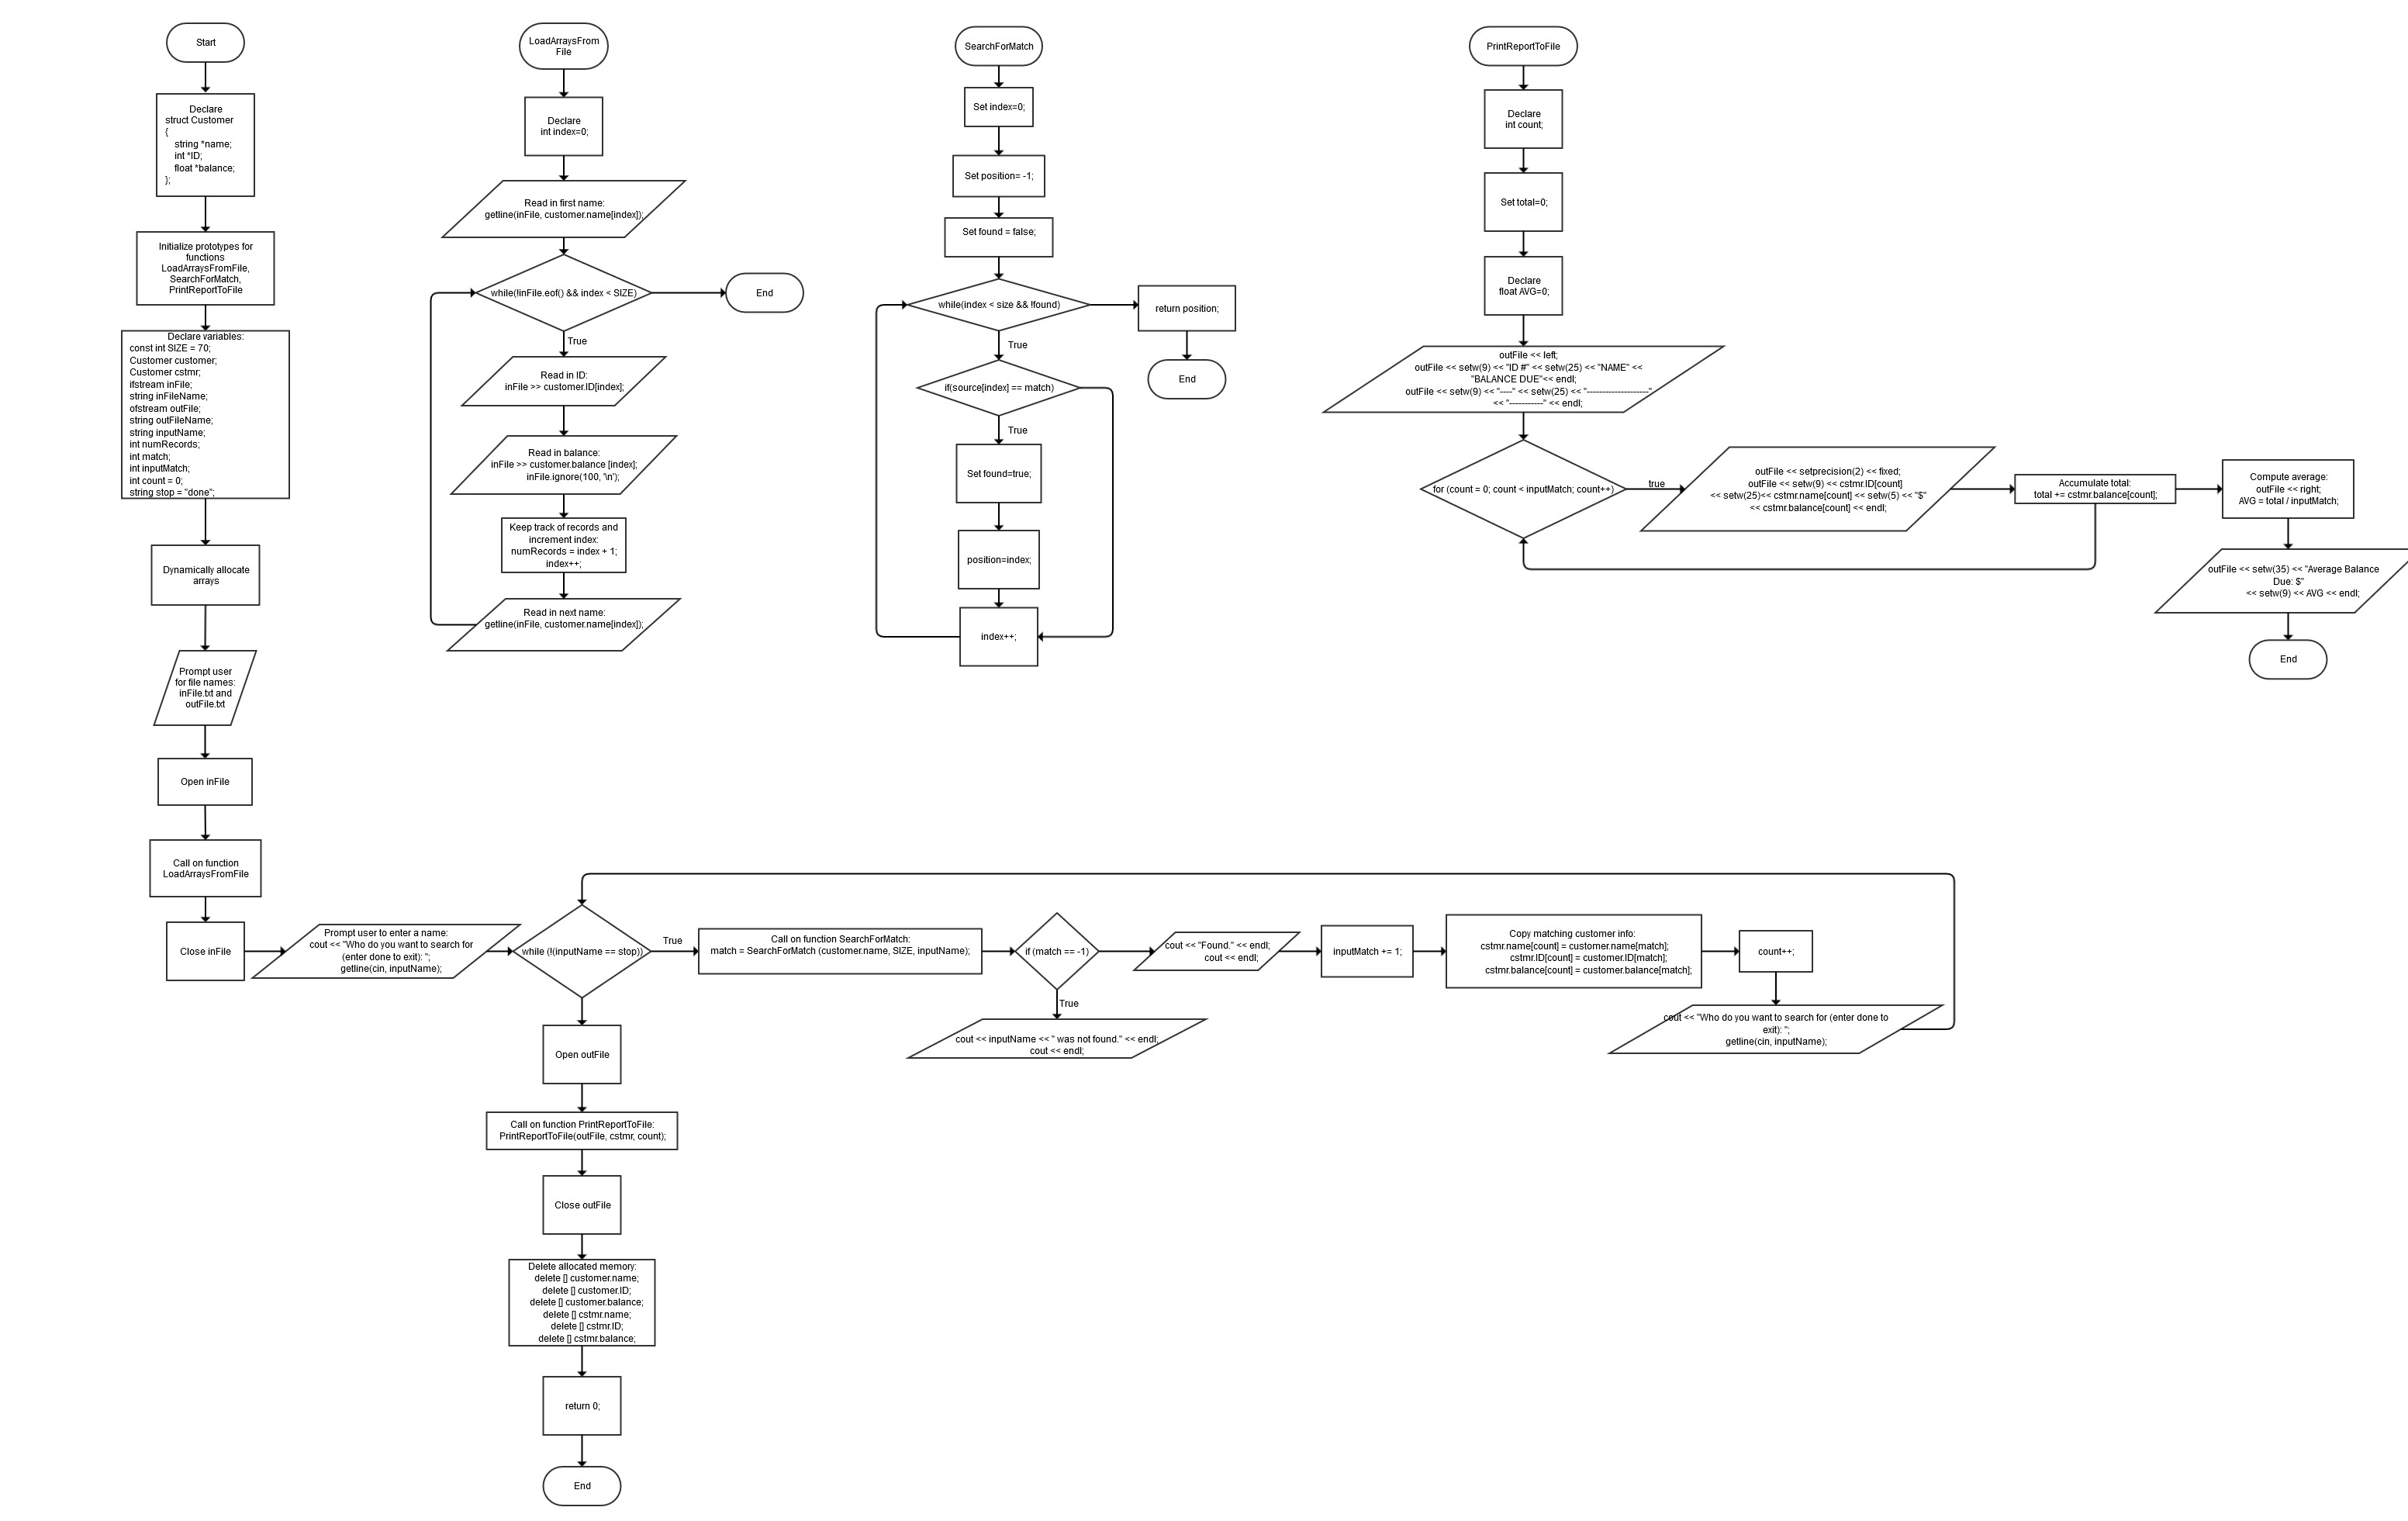 Start
Declare
struct Customer
{
string *name;
int *ID;
float *balance;
};
Initialize prototypes for
functions
LoadArraysFromFile,
SearchForMatch,
PrintReportToFile
Declare variables:
const int SIZE = 70;
Customer customer;
Customer cstmr;
ifstream inFile;
string inFileName;
ofstream outFile;
string outFileName;
string inputName;
int numRecords;
int match;
int inputMatch;
int count = 0;
string stop = "done";
Dynamically allocate
arrays
Prompt user
for file names:
inFile.txt and
outFile.txt
Open inFile
Call on function
LoadArraysFromFile
Close inFile
Prompt user to enter a name:
cout << "Who do you want to search for
(enter done to exit): ";
getline(cin, inputName);
while (!(inputName == stop))
True
Call on function SearchForMatch:
match = SearchForMatch (customer.name, SIZE, inputName);
if (match == -1)
True
cout << inputName << " was not found." << endl;
cout << endl;
cout << "Found." << endl;
cout << endl;
inputMatch += 1;
Copy matching customer info:
cstmr.name[count] = customer.name[match];
cstmr.ID[count] = customer.ID[match];
cstmr.balance[count] = customer.balance[match];
count++;
cout << "Who do you want to search for (enter done to
exit): ";
getline(cin, inputName);
Open outFile
Call on function PrintReportToFile:
PrintReportToFile(outFile, cstmr, count);
Close outFile
Delete allocated memory:
delete [] customer.name;
delete [] customer.ID;
delete [] customer.balance;
delete [] cstmr.name;
delete [] cstmr.ID;
delete [] cstmr.balance;
return 0;
End
LoadArraysFrom
File
Declare
int index=0;
Read in first name:
getline(inFile, customer.name[index]);
while(!inFile.eof() && index < SIZE)
End
True
Read in ID:
inFile >> customer.ID[index];
Read in balance:
inFile >> customer.balance [index];
inFile.ignore(100, '\n');
Keep track of records and
increment index:
numRecords = index + 1;
index++;
Read in next name:
getline(inFile, customer.name[index]);
SearchForMatch
Set index=0;
Set position= -1;
Set found = false;
while(index < size && !found)
return position;
End
True
if(source[index] == match)
True
Set found=true;
position=index;
index++;
PrintReportToFile
Declare
int count;
Set total=0;
Declare
float AVG=0;
outFile << left;
outFile << setw(9) << "ID #" << setw(25) << "NAME" <<
"BALANCE DUE"<< endl;
outFile << setw(9) << "----" << setw(25) << "--------------------"
<< "-----------" << endl;
for (count = 0; count < inputMatch; count++)
true
outFile << setprecision(2) << fixed;
outFile << setw(9) << cstmr.ID[count]
<< setw(25)<< cstmr.name[count] << setw(5) << "$"
<< cstmr.balance[count] << endl;
Accumulate total:
total += cstmr.balance[count];
Compute average:
outFile << right;
AVG = total / inputMatch;
outFile << setw(35) << "Average Balance
Due: $"
<< setw(9) << AVG << endl;
End